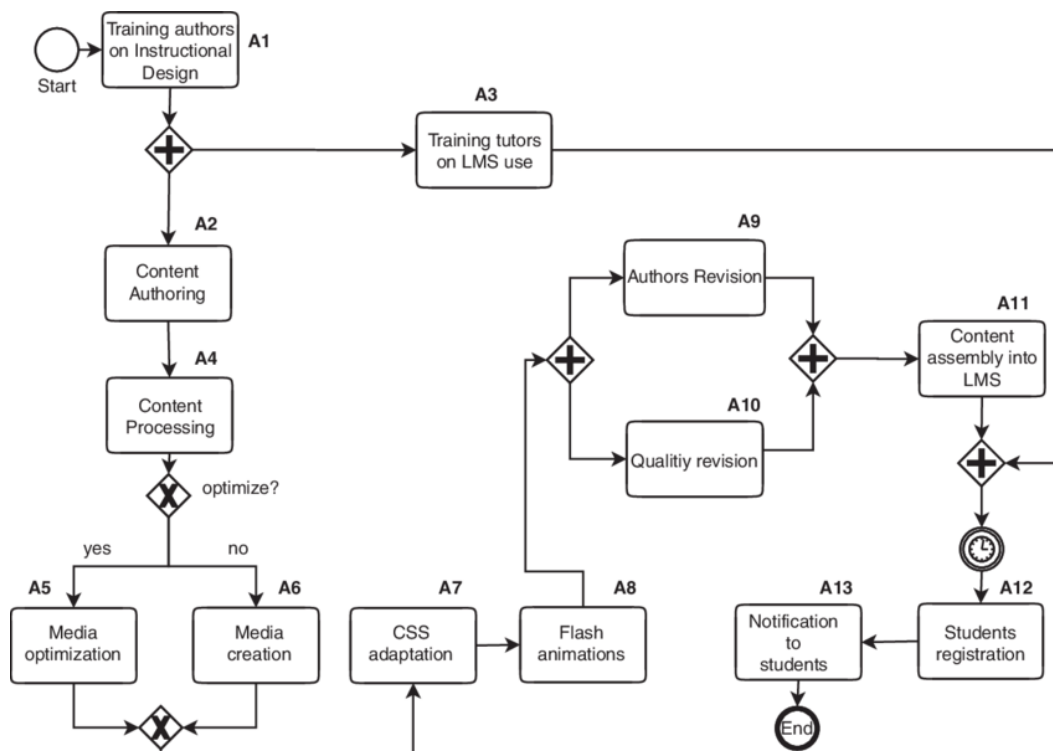 Training authors
on Instructional
Design
A1
Start
A3
Training tutors
on LMS use
A2
Content
Authoring
A9
Authors Revision
A11
Content
assembly into
LMS
A4
Content
Processing
A10
Qualitiy revision
optimize?
yes
no
A5
Media
optimization
A6
Media
creation
A7
CSS
adaptation
A8
Flash
animations
A13
Notification
to
students
A12
Students
registration
End